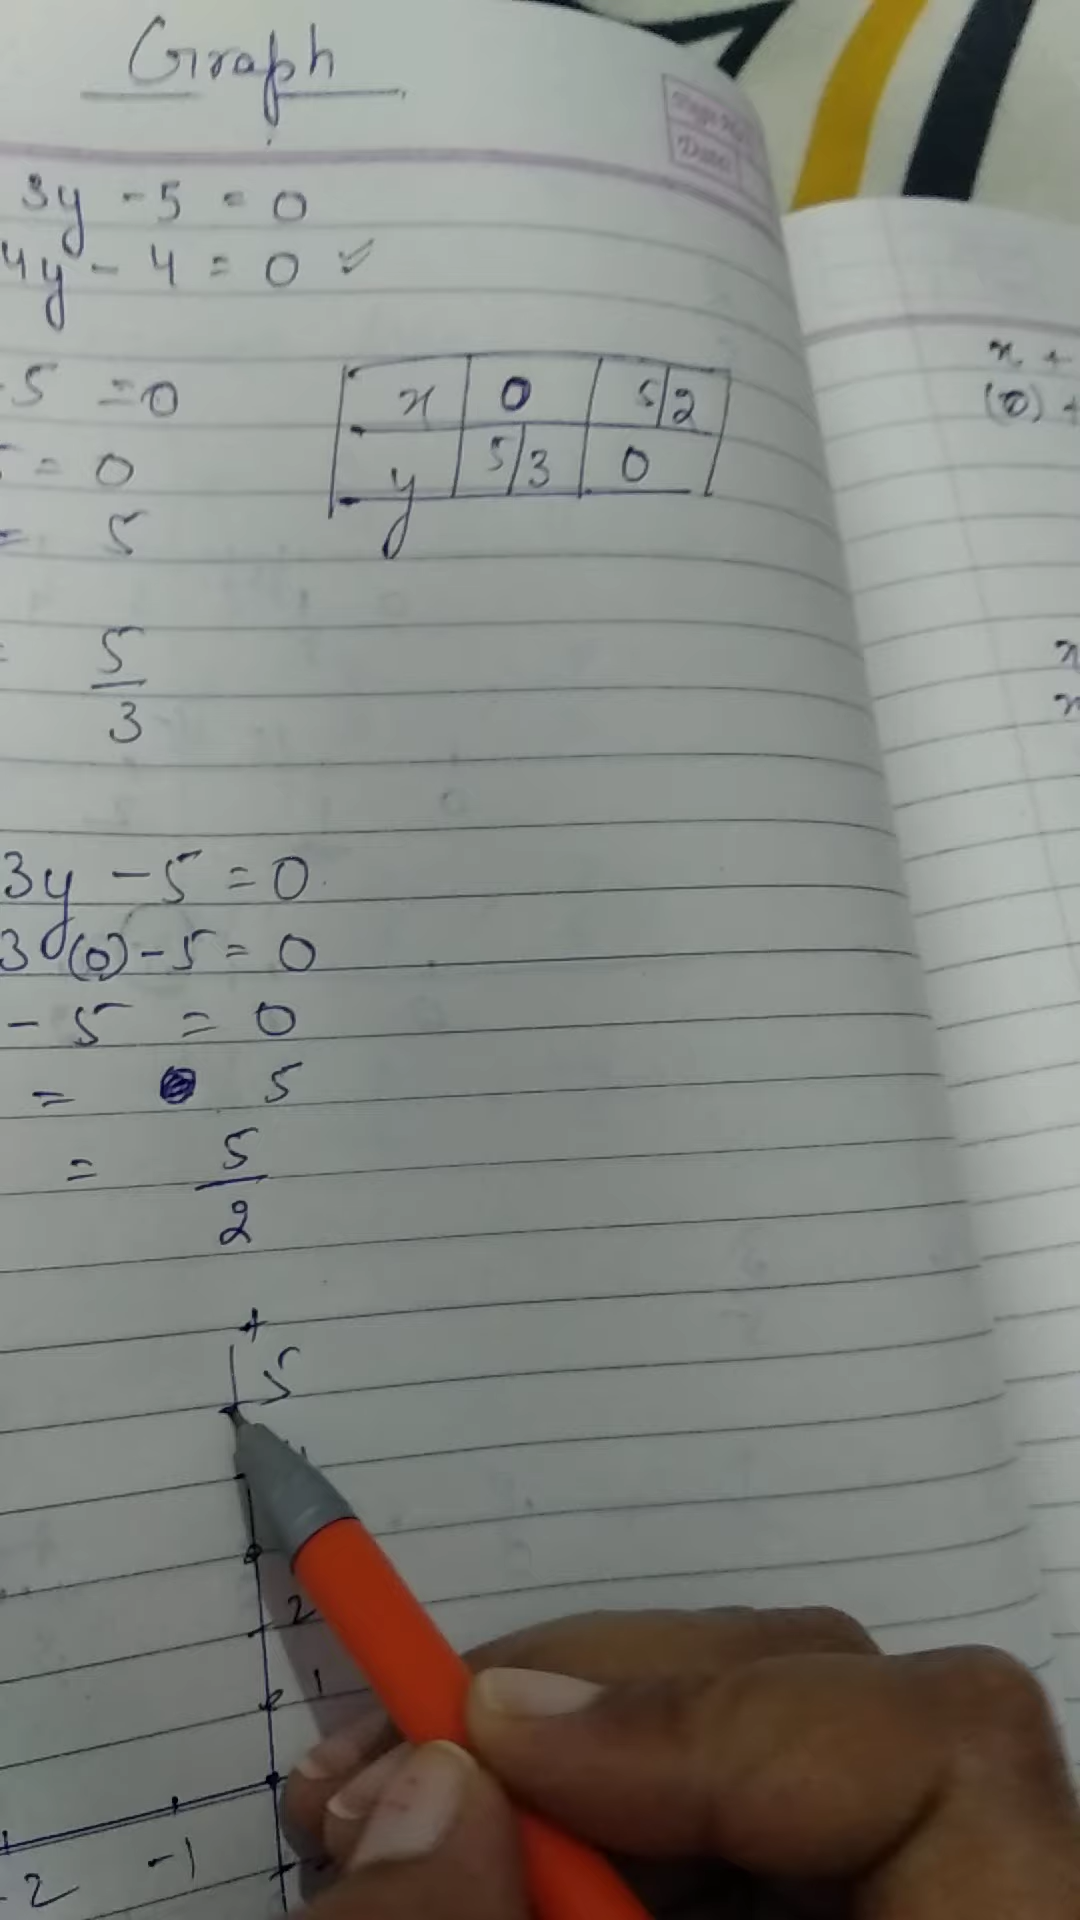 Graph
3y - 5 = 0
4y - 4 = 0
- 5 = 0
= 0
= 5
x 0 5/2
y 5/3 0
= 5
3
3y - 5 = 0
3(0) - 5 = 0
- 5 = 0
= 5
= 5
2
5
2
1
-2 -1
x +
(0) +
x
x